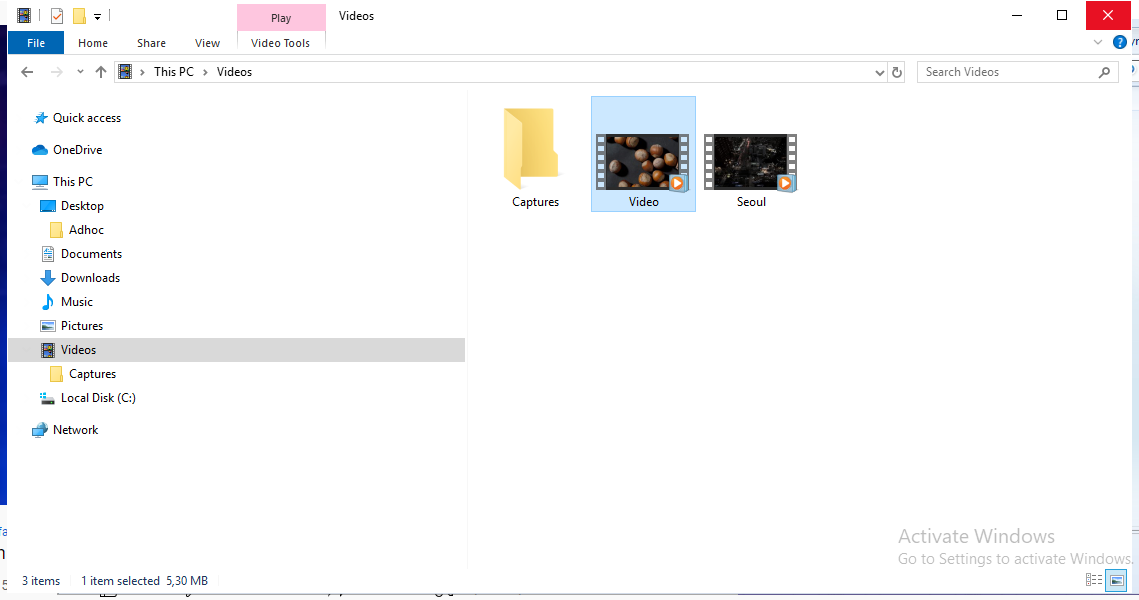 Play
Videos
File
Home
Share
View
Video Tools
This PC
Videos
Search Videos
Quick access
OneDrive
This PC
Desktop
Adhoc
Documents
Downloads
Music
Pictures
Videos
Captures
Local Disk (C:)
Network
Captures
Video
Seoul
Activate Windows
Go to Settings to activate Windows.
3 items
1 item selected 5,30 MB